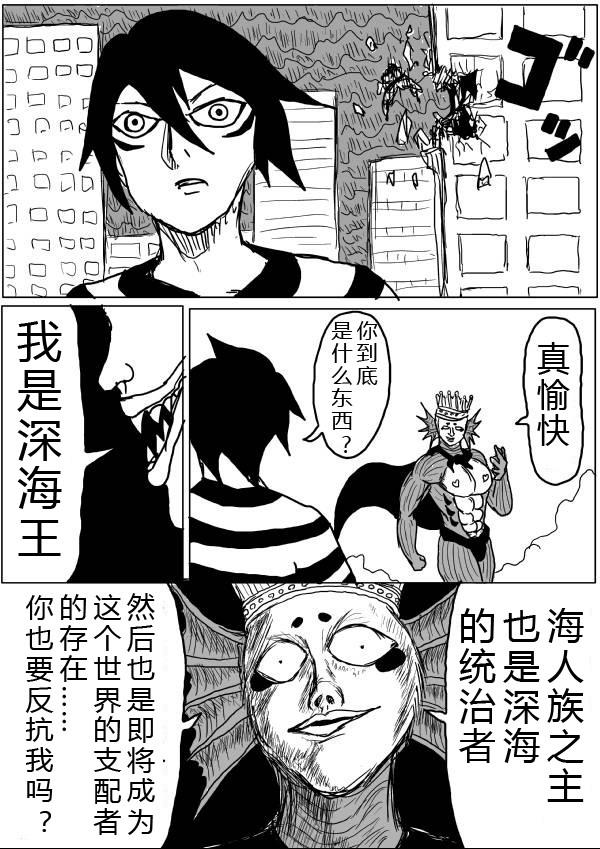 ゴゴ
真愉快
你到底
是什么东西？
我是深海王
海人族之主
也是深海
的统治者
然后也是即将成为
这个世界的支配者
的存在……
你也要反抗我吗？